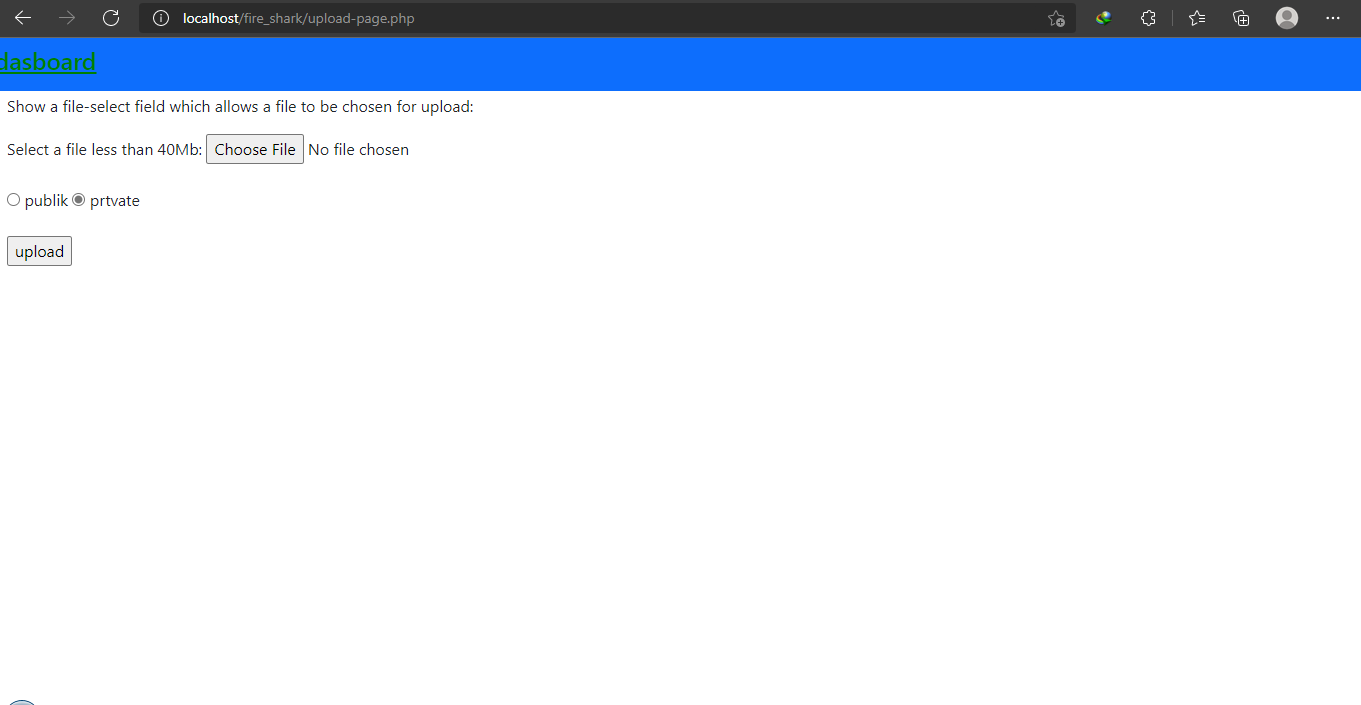 localhost/fire_shark/upload-page.php
dasboard
Show a file-select field which allows a file to be chosen for upload:
Select a file less than 40Mb: Choose File No file chosen
publik prtvate
upload